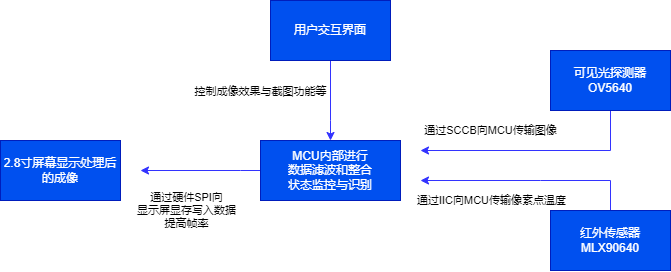 用户交互界面
控制成像效果与截图功能等
可见光探测器
OV5640
通过SCCB向MCU传输图像
2.8寸屏幕显示处理后
的成像
MCU内部进行
数据滤波和整合
状态监控与识别
通过硬件SPI向
显示屏显存写入数据
提高帧率
通过IIC向MCU传输像素点温度
红外传感器
MLX90640